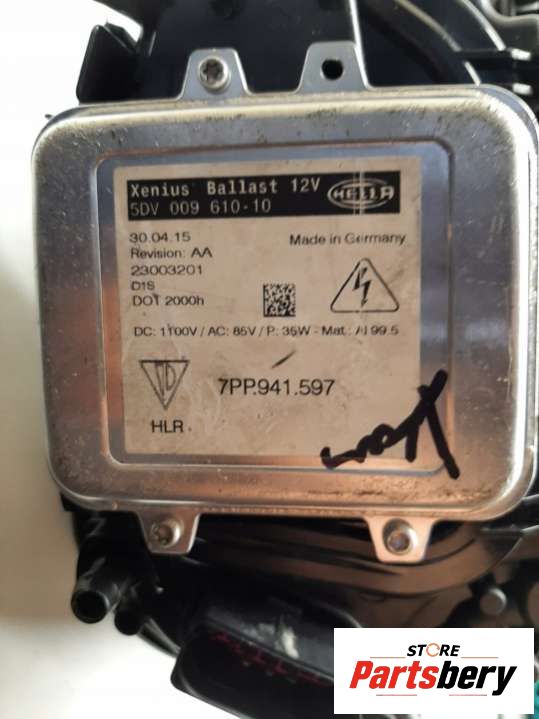 Xenius Ballast 12V
HELLA
5DV 009 610-10
30.04.15
Made in Germany
Revision: AA
23003201
D1S
DOT 2000h
DC: 1100V / AC: 85V / P: 35W - Mat.: Al 99.5
7PP.941.597
HLR
STORE
Partsbery